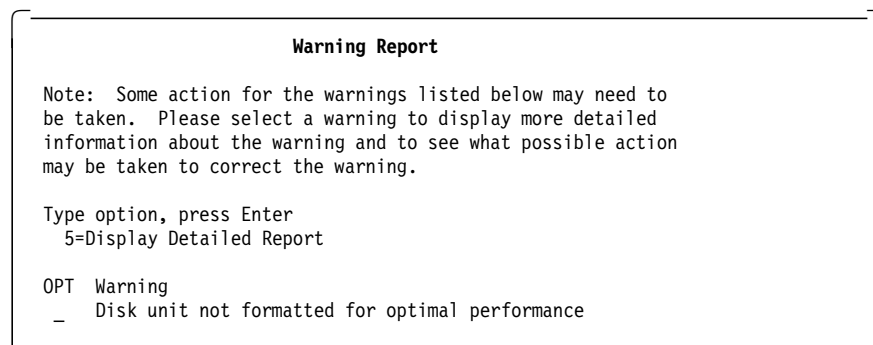 Warning Report
Note: Some action for the warnings listed below may need to
be taken. Please select a warning to display more detailed
information about the warning and to see what possible action
may be taken to correct the warning.
Type option, press Enter
5=Display Detailed Report
OPT Warning
_ Disk unit not formatted for optimal performance